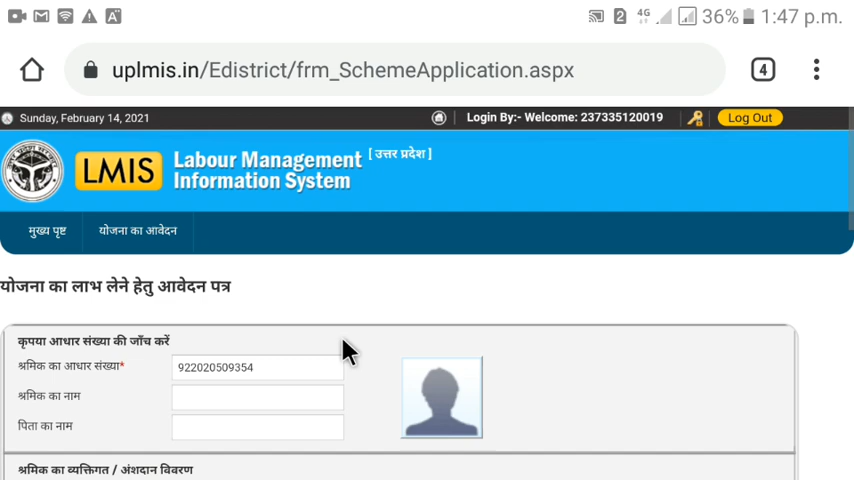 4G 2 36% 1:47 p.m.
uplmis.in/Edistrict/frm_SchemeApplication.aspx 4
Sunday, February 14, 2021 Login By:- Welcome: 237335120019 Log Out
LMIS Labour Management [ उत्तर प्रदेश ]
Information System
मुख्य पृष्ट योजना का आवेदन
योजना का लाभ लेने हेतु आवेदन पत्र
कृपया आधार संख्या की जाँच करें
श्रमिक का आधार संख्या* 922020509354
श्रमिक का नाम
पिता का नाम
श्रमिक का व्यक्तिगत / अंशदान विवरण